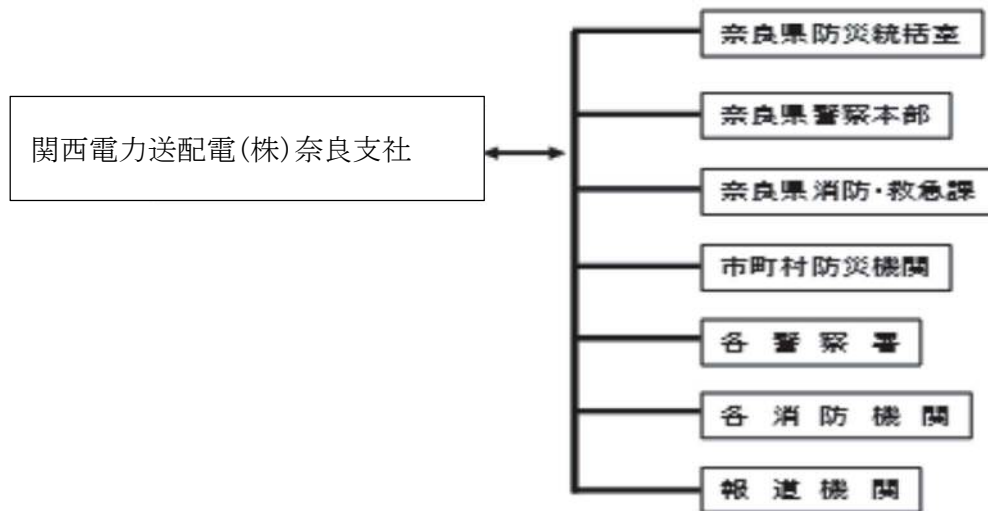 奈良県防災統括室
奈良県警察本部
関西電力送配電(株)奈良支社
奈良県消防・救急課
市町村防災機関
各警察署
各消防機関
報道機関